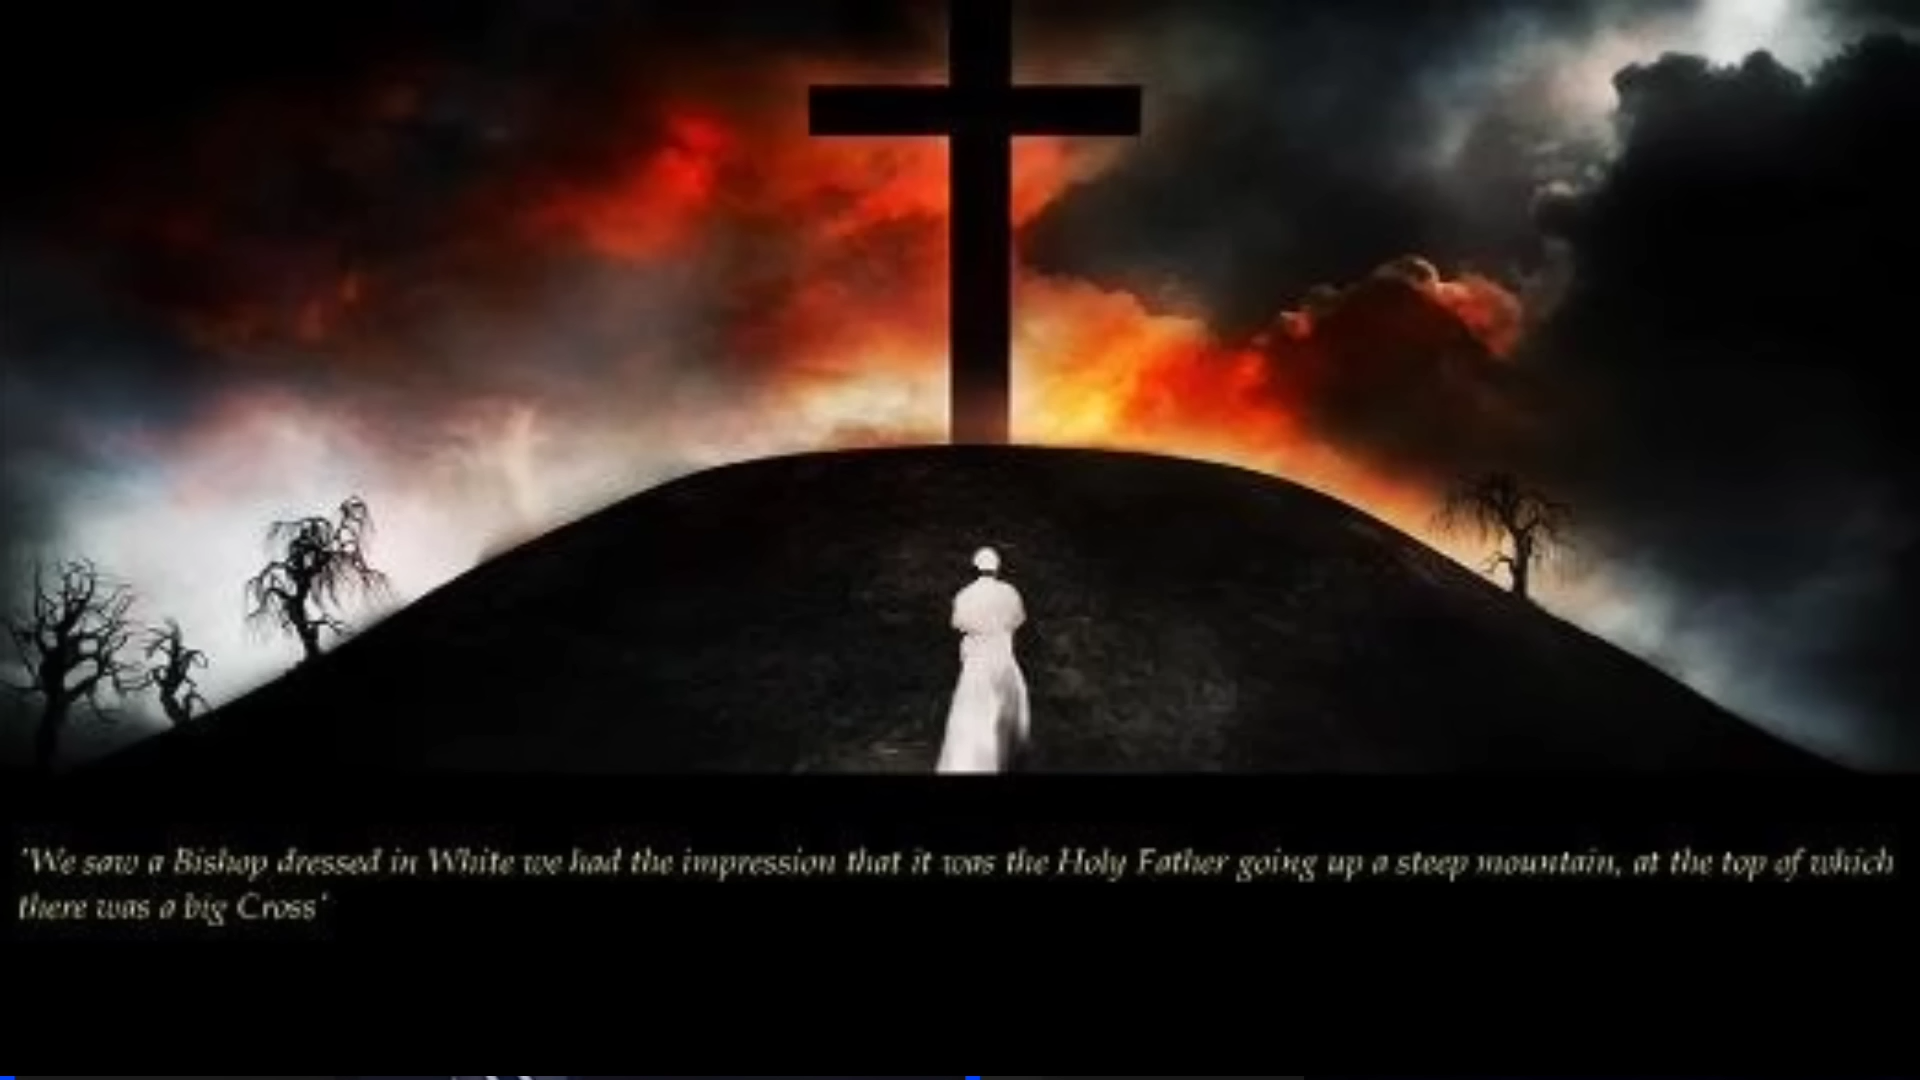 'We saw a Bishop dressed in White we had the impression that it was the Holy Father going up a steep mountain, at the top of which
there was a big Cross'